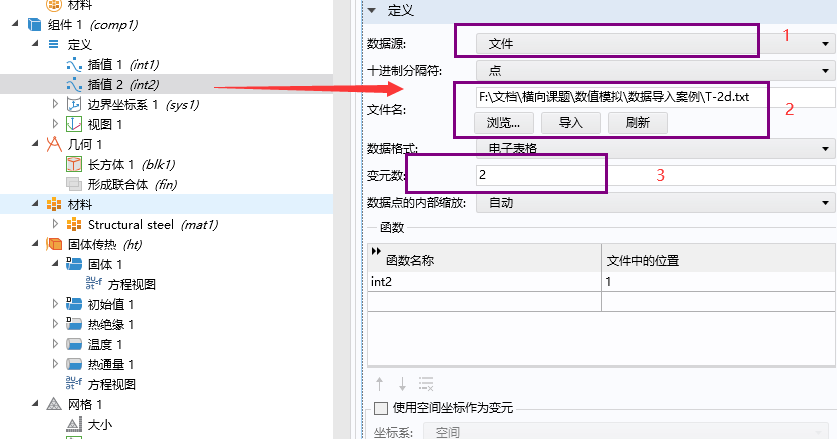 材料
组件 1 (comp1)
定义
插值 1 (int1)
插值 2 (int2)
边界坐标系 1 (sys1)
视图 1
几何 1
长方体 1 (blk1)
形成联合体 (fin)
材料
Structural steel (mat1)
固体传热 (ht)
固体 1
方程视图
初始值 1
热绝缘 1
温度 1
热通量 1
方程视图
网格 1
大小
定义
数据源: 文件 1
十进制分隔符: 点
文件名: F:\文档\横向课题\数值模拟\数据导入案例\T-2d.txt 2
浏览... 导入 刷新
数据格式: 电子表格
变元数: 2 3
数据点的内部缩放: 自动
函数
函数名称 文件中的位置
int2 1
使用空间坐标作为变元
坐标系: 空间